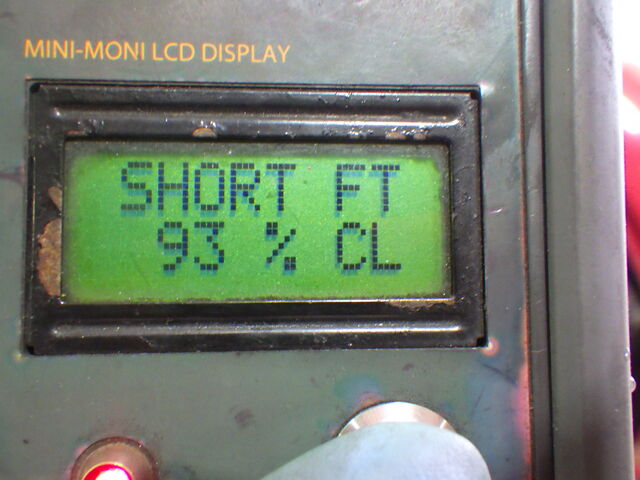 MINI-MONI LCD DISPLAY
SHORT FT
93 % CL